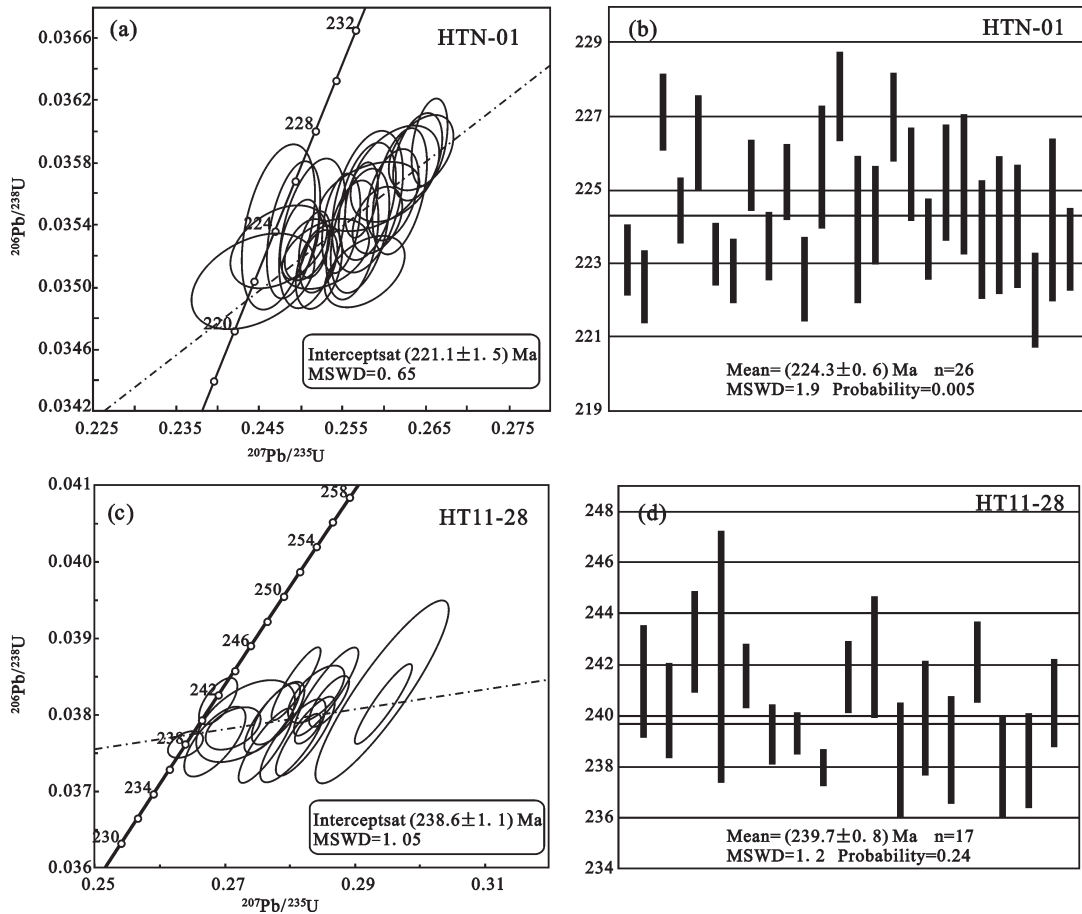 (a)
HTN-01
0.0366
0.0362
0.0358
0.0354
0.0350
0.0346
0.0342
206Pb/238U
232
228
224
220
Interceptsat (221.1±1. 5) Ma
MSWD=0. 65
0.225 0.235 0.245 0.255 0.265 0.275
207Pb/235U
(b)
HTN-01
229
227
225
223
221
219
Mean= (224.3±0. 6) Ma n=26
MSWD=1.9 Probability=0.005
(c)
HT11-28
0.041
0.040
0.039
0.038
0.037
0.036
206Pb/238U
258
254
250
246
242
238
234
230
Interceptsat (238.6±1. 1) Ma
MSWD=1. 05
0.25 0.27 0.29 0.31
207Pb/235U
(d)
HT11-28
248
246
244
242
240
238
236
234
Mean= (239.7±0. 8) Ma n=17
MSWD=1. 2 Probability=0.24